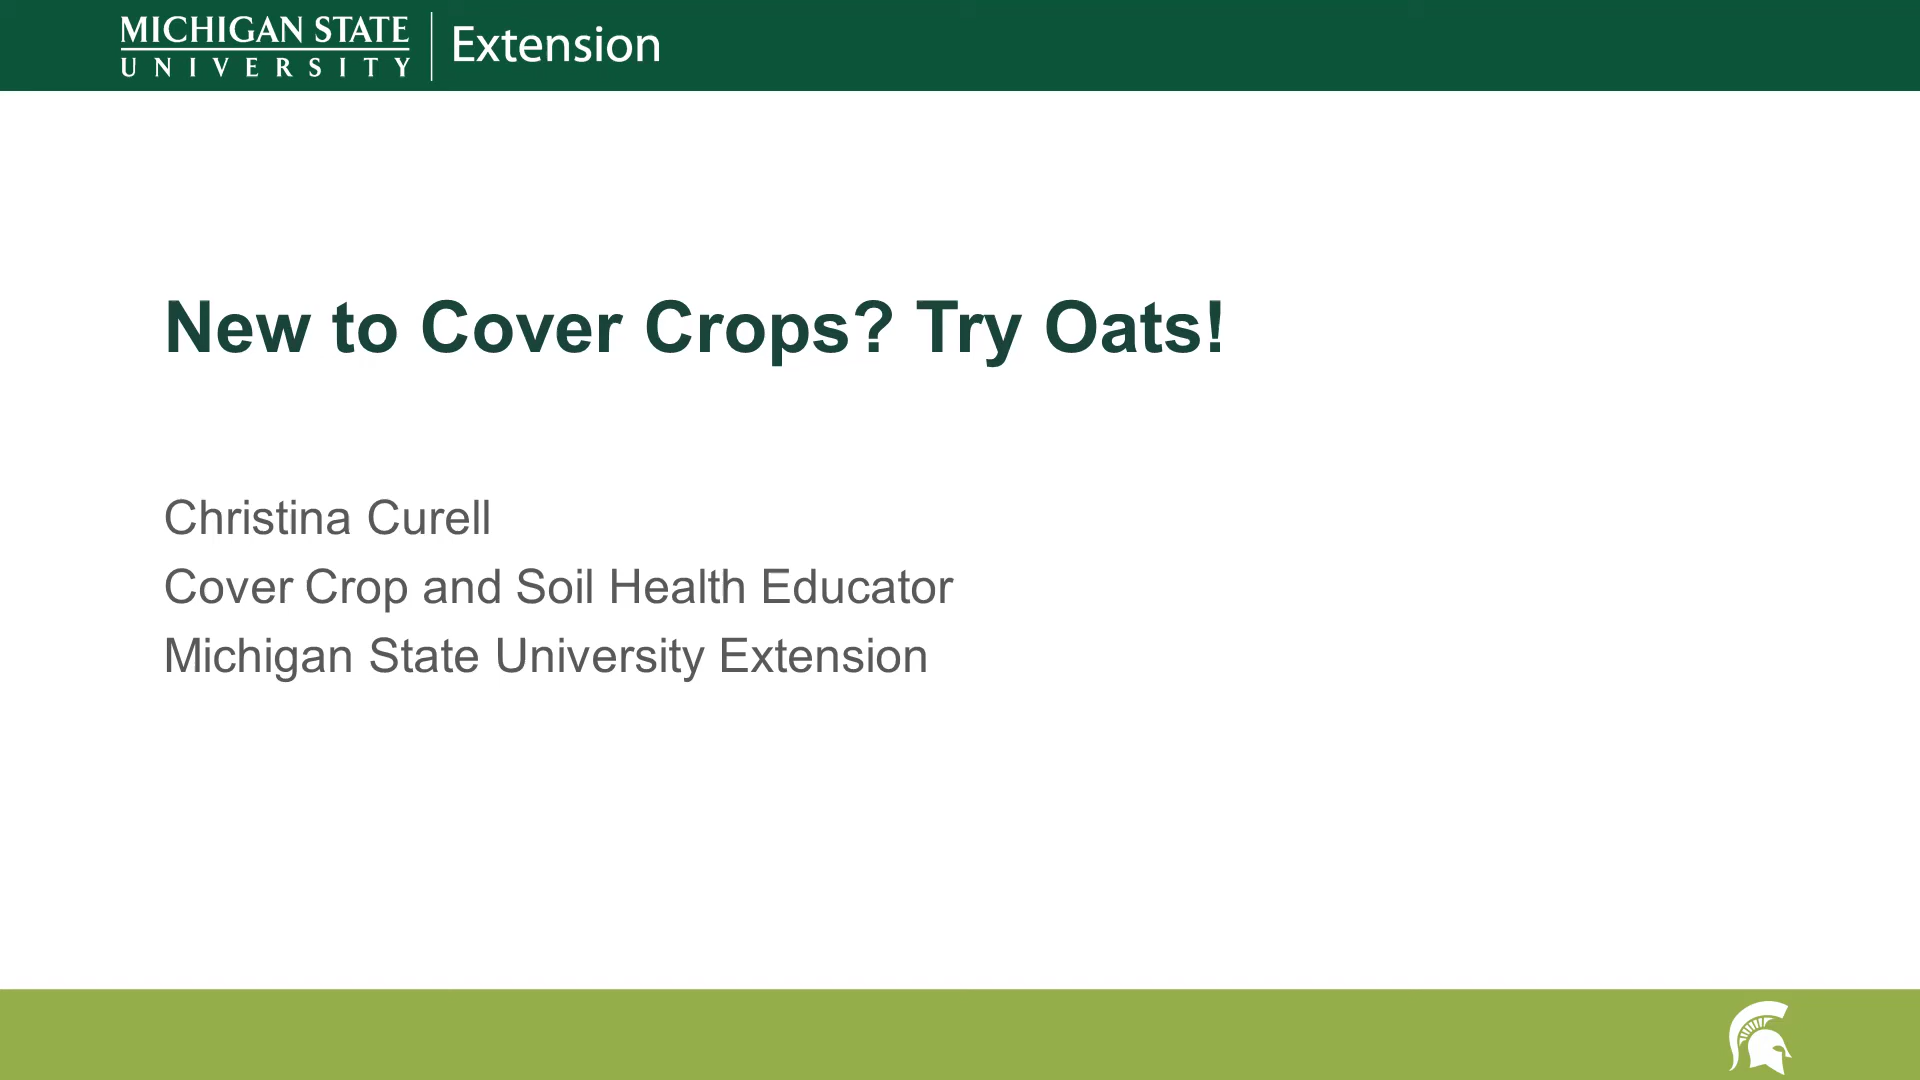 MICHIGAN STATE
UNIVERSITY
Extension
New to Cover Crops? Try Oats!
Christina Curell
Cover Crop and Soil Health Educator
Michigan State University Extension